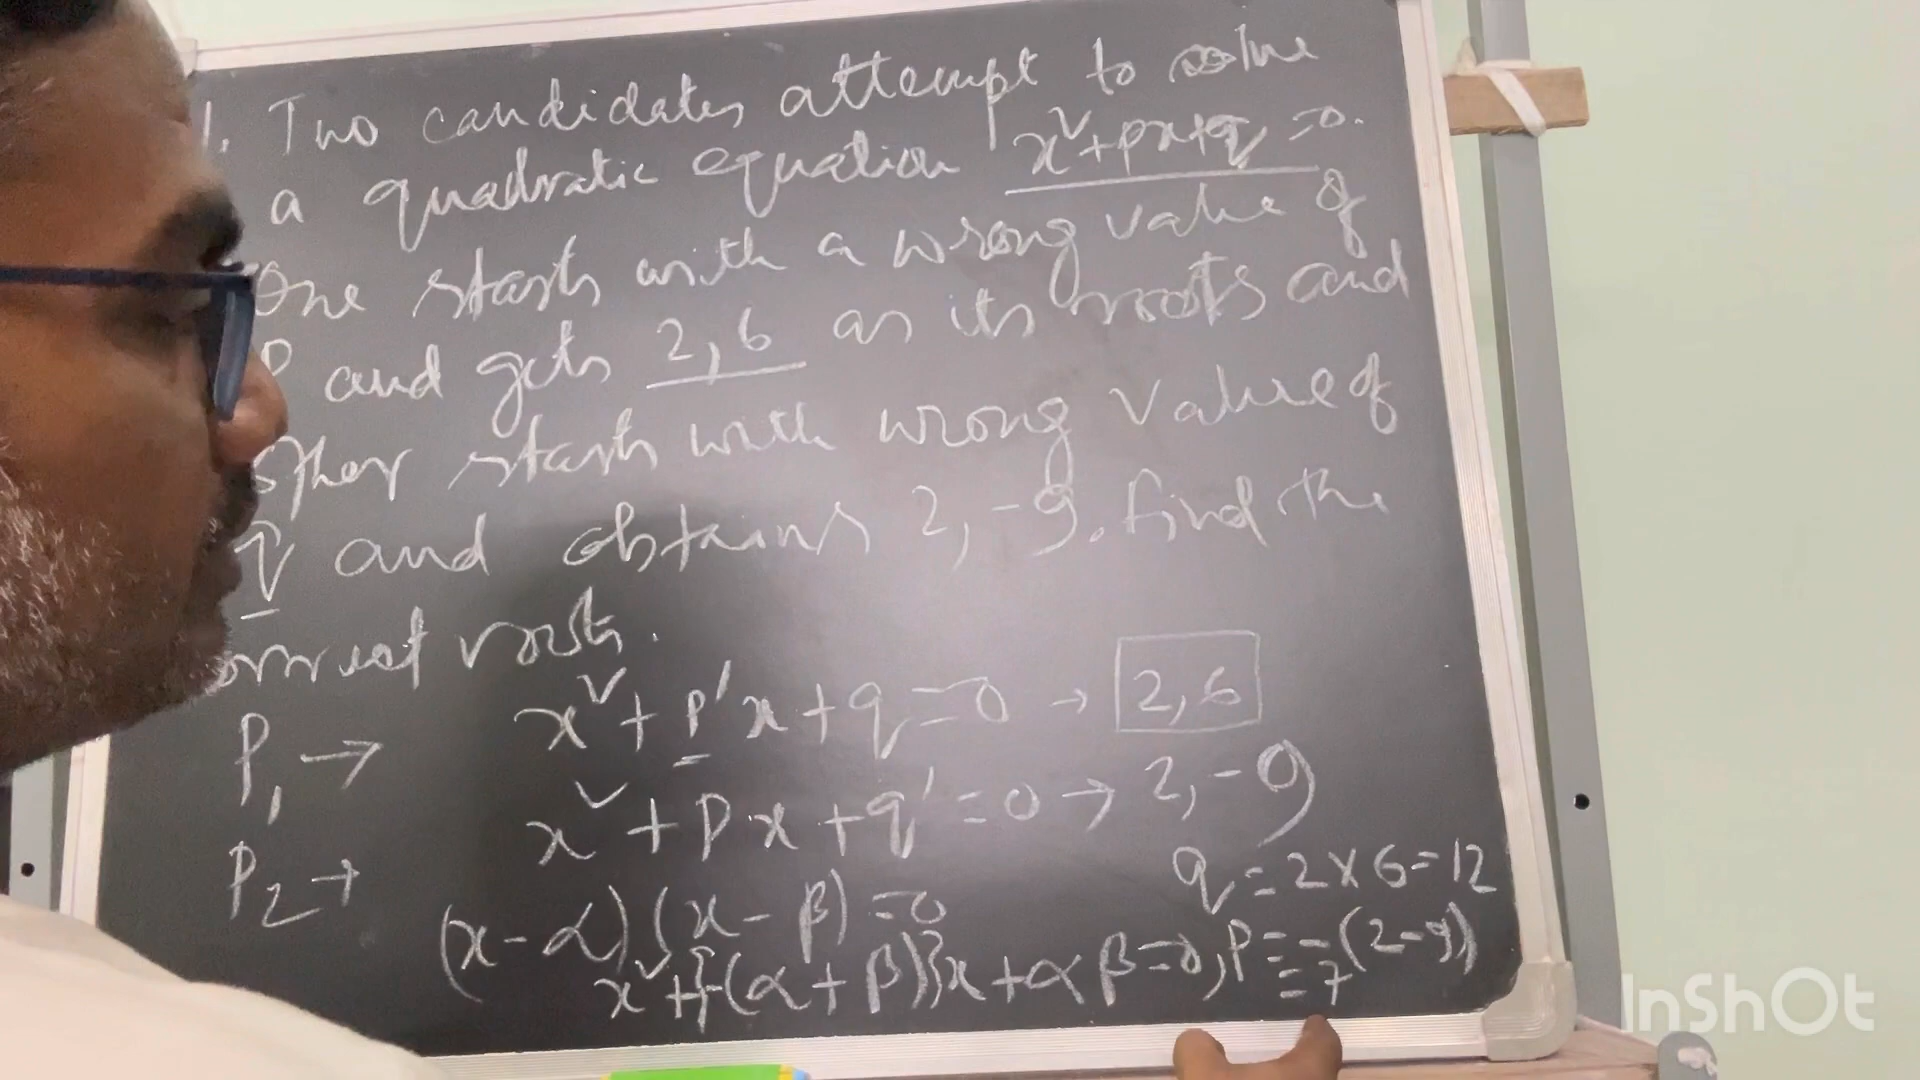 1. Two candidates attempt to solve
a quadratic equation x²+px+q=0.
One starts with a wrong value of
P and gets 2,6 as its roots and
other starts with wrong value of
q and obtains 2,-9. find the
correct roots.
P₁ → x²+p'x+q=0 → 2,6
P₂ → x²+px+q'=0 → 2,-9
q=2×6=12
(x-α)(x-β)=0
x²+{-(α+β)}x+αβ=0, P=-(2-9)
=7
InShOt